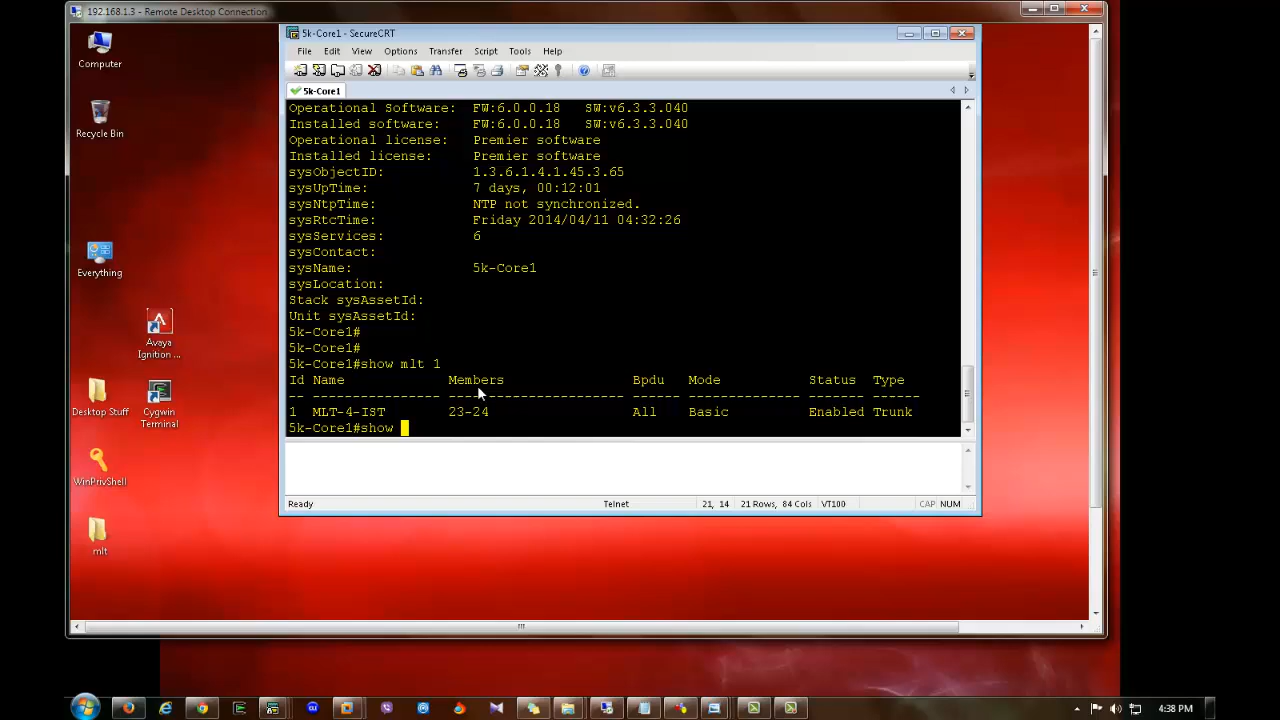 192.168.1.3 - Remote Desktop Connection
Computer
Recycle Bin
Everything
Avaya
Ignition ...
Desktop Stuff
Cygwin
Terminal
WinPrivShell
mlt
5k-Core1 - SecureCRT
File Edit View Options Transfer Script Tools Help
5k-Core1
Operational Software: FW:6.0.0.18 SW:v6.3.3.040
Installed software: FW:6.0.0.18 SW:v6.3.3.040
Operational license: Premier software
Installed license: Premier software
sysObjectID: 1.3.6.1.4.1.45.3.65
sysUpTime: 7 days, 00:12:01
sysNtpTime: NTP not synchronized.
sysRtcTime: Friday 2014/04/11 04:32:26
sysServices: 6
sysContact:
sysName: 5k-Core1
sysLocation:
Stack sysAssetId:
Unit sysAssetId:
5k-Core1#
5k-Core1#
5k-Core1#show mlt 1
Id Name Members Bpdu Mode Status Type
-- ---------------- ---------------------- ------ -------------- ------- ------
1 MLT-4-IST 23-24 All Basic Enabled Trunk
5k-Core1#show
Ready Telnet 21, 14 21 Rows, 84 Cols VT100 CAP NUM
4:38 PM